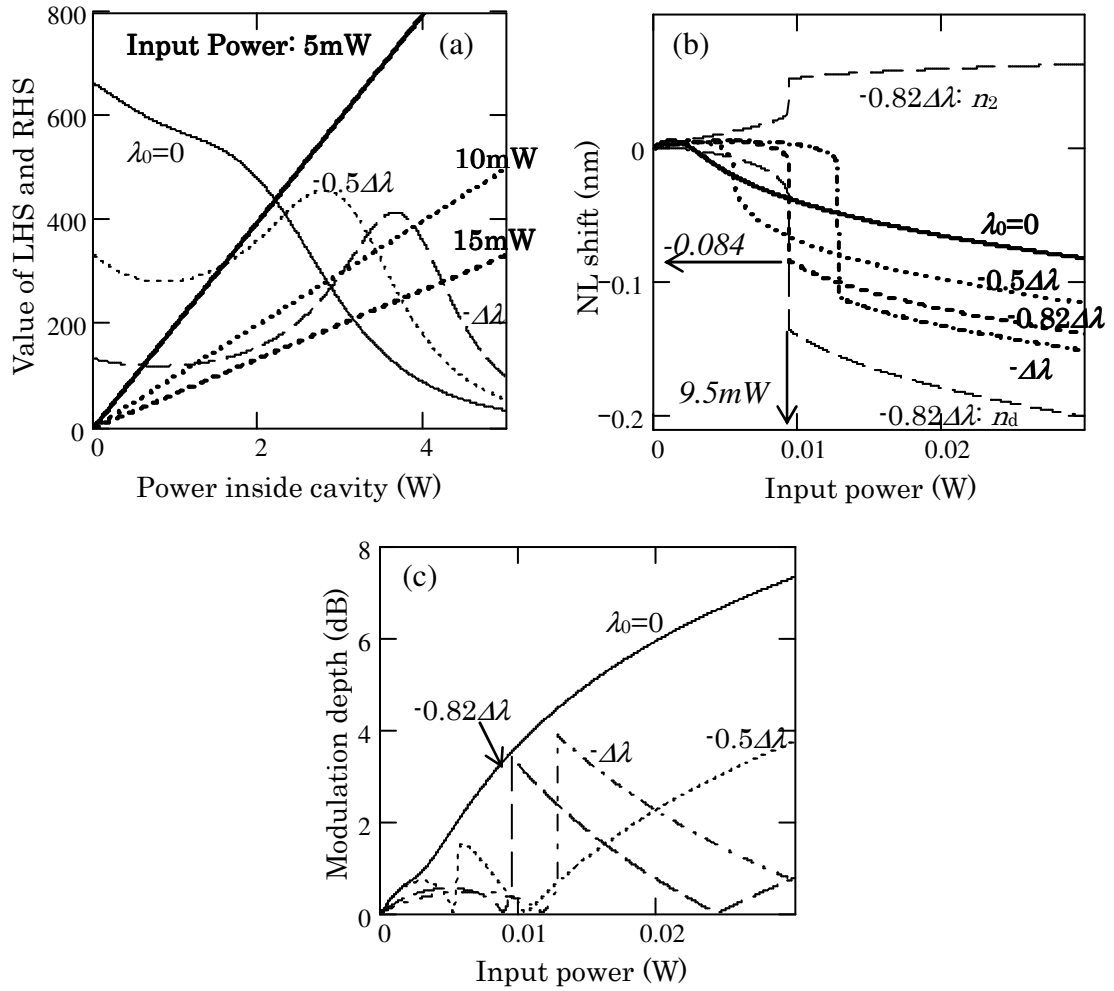 800
Input Power: 5mW
(a)
600
λ0=0
-0.5Δλ
10mW
400
15mW
200
-Δλ
0
0
2
4
Value of LHS and RHS
Power inside cavity (W)
(b)
-0.82Δλ: n2
0
λ0=0
-0.084
-0.5Δλ
−0.1
-0.82Δλ
-Δλ
9.5mW
-0.82Δλ: nd
−0.2
0
0.01
0.02
NL shift (nm)
Input power (W)
8
(c)
λ0=0
6
-0.82Δλ
-0.5Δλ
4
-Δλ
2
0
0
0.01
0.02
Modulation depth (dB)
Input power (W)